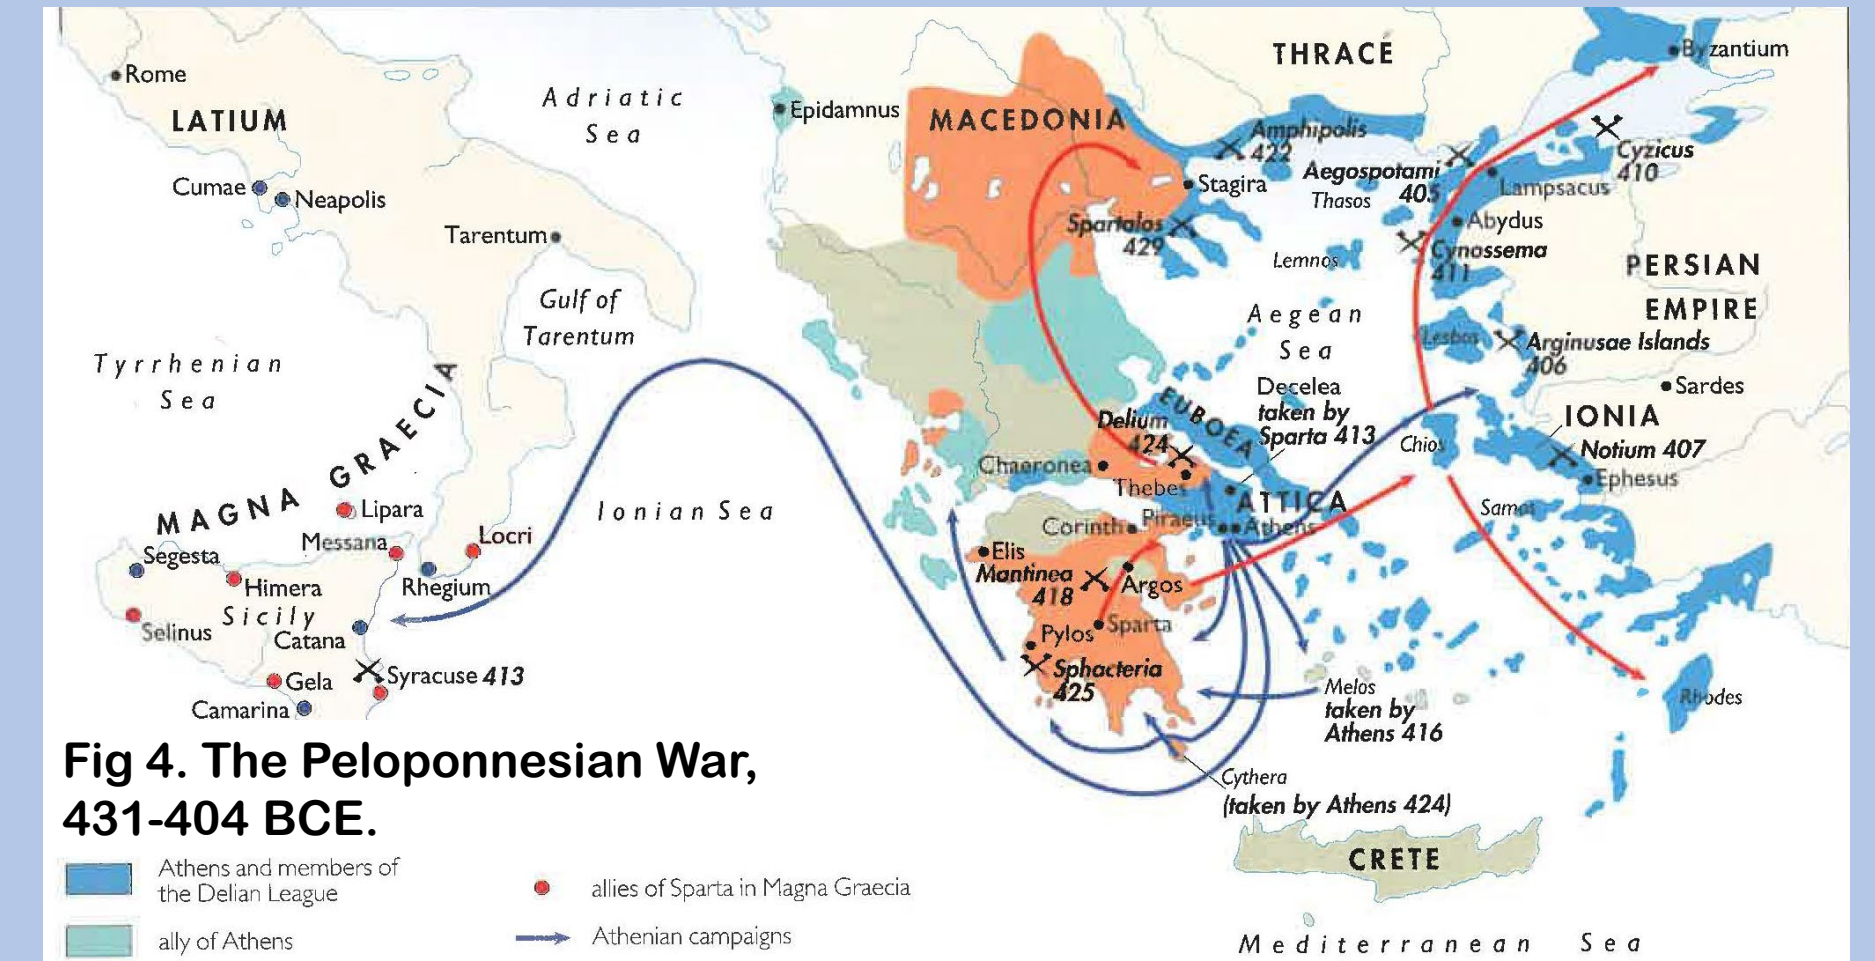 THRACE
Byzantium
Rome
Adriatic
Sea
Epidamnus
LATIUM
MACEDONIA
Amphipolis
422
Cyzicus
410
Aegospotami
405
Stagira
Thasos
Lampsacus
Cumae
Neapolis
Abydus
Tarentum
Spartalos
429
Cynossema
411
Lemnos
PERSIAN
EMPIRE
Gulf of
Tarentum
Aegean
Sea
Lesbos
Arginusae Islands
406
Tyrrhenian
Sea
Decelea
taken by
Sparta 413
Sardes
EUBOEA
IONIA
Delium
424
Chios
Notium 407
MAGNA GRAECIA
Chaeronea
Thebes
Ephesus
Lipara
Ionian Sea
ATTICA
Samos
Corinth
Piraeus
Athens
Messana
Locri
Segesta
Elis
Himera
Rhegium
Mantinea
418
Argos
Sicily
Selinus
Catana
Pylos
Sparta
Syracuse 413
Sphacteria
425
Gela
Camarina
Melos
taken by
Athens 416
Rhodes
Fig 4. The Peloponnesian War,
431-404 BCE.
Cythera
(taken by Athens 424)
CRETE
Athens and members of
the Delian League
allies of Sparta in Magna Graecia
ally of Athens
Athenian campaigns
Mediterranean Sea